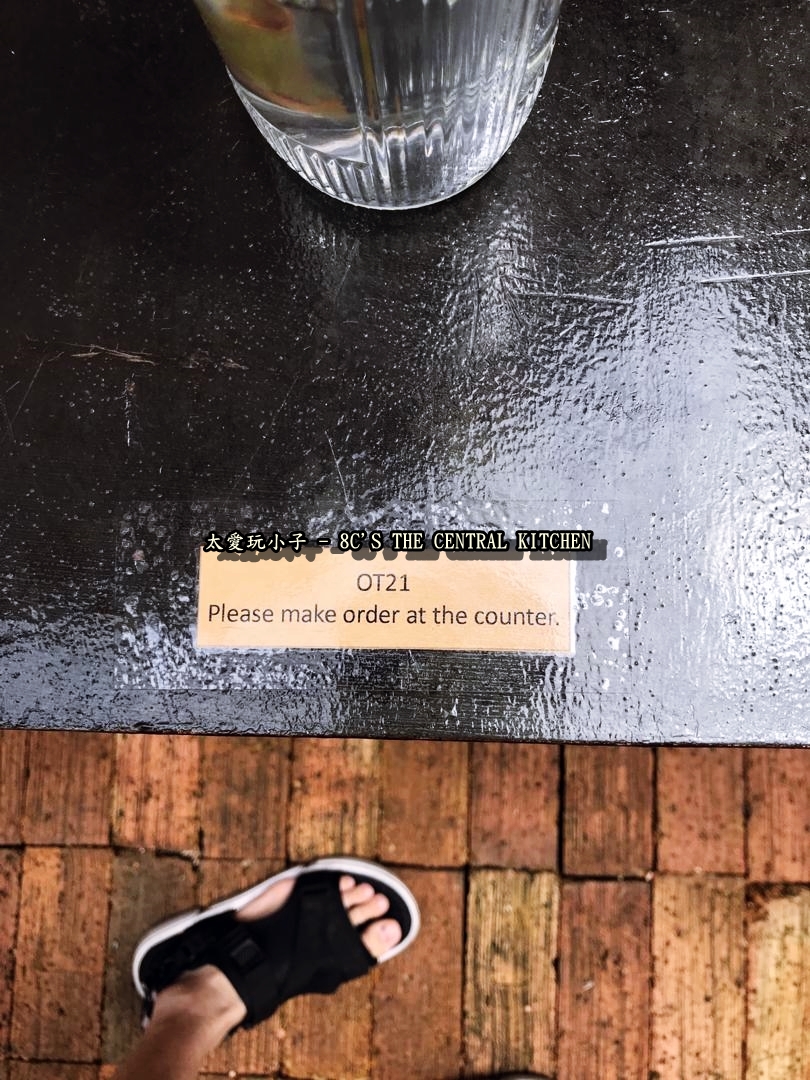 太愛玩小子 - 8C'S THE CENTRAL KITCHEN
OT21
Please make order at the counter.